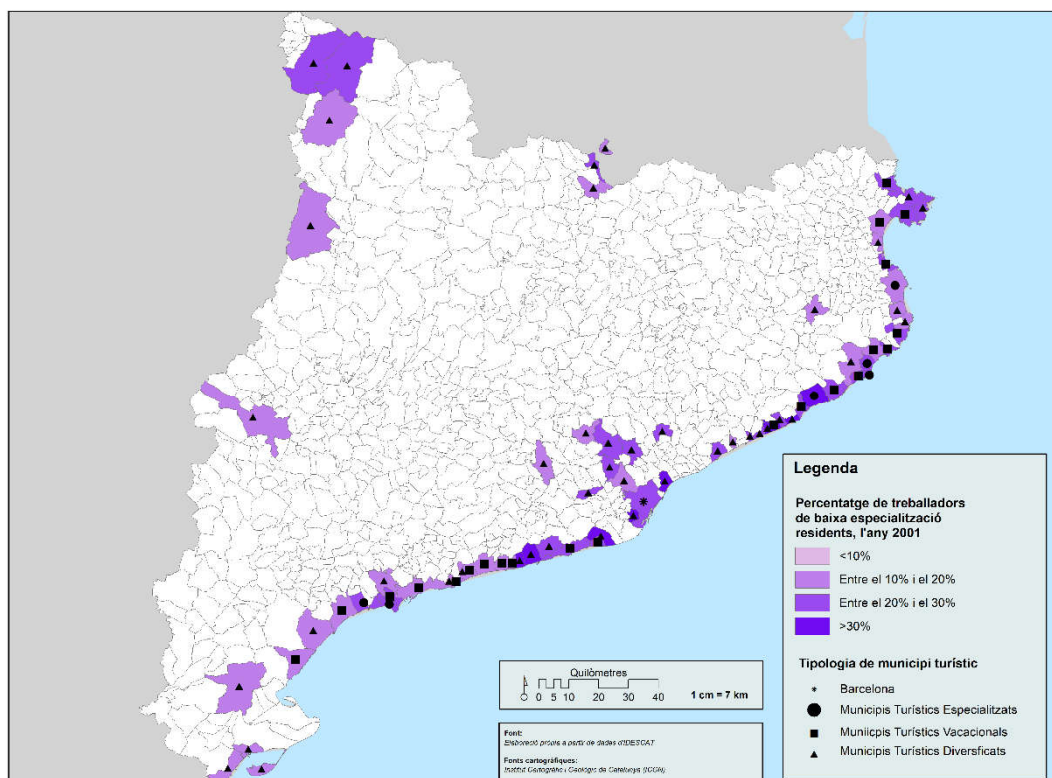 Legenda
Percentatge de treballadors
de baixa especialització
residents, l'any 2001
<10%
Entre el 10% i el 20%
Entre el 20% i el 30%
>30%
Tipologia de municipi turístic
Barcelona
Municipis Turístics Especialitzats
Muniicpis Turístics Vacacionals
Municipis Turístics Diversficats
Quilòmetres
0 5 10 20 30 40
1 cm = 7 km
Font:
Elaboració pròpia a partir de dades d'IDESCAT
Fonts cartogràfiques:
Institut Cartogràfic i Geològic de Catalunya (ICGN)